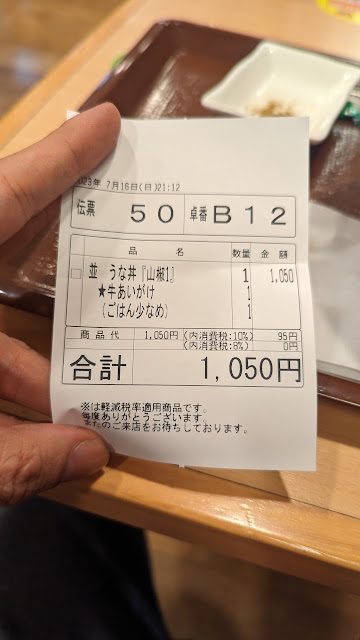 2023年 7月16日(日)21:12
伝票 50 卓番 B12
品 名 数量 金 額
並 うな丼『山椒1』 1 1,050
★牛あいがけ 1
(ごはん少なめ) 1
商品代 1,050円 (内消費税:10%) 95円
(内消費税:8%) 0円
合計 1,050円
※は軽減税率適用商品です。
毎度ありがとうございます
またのご来店をお待ちしております。